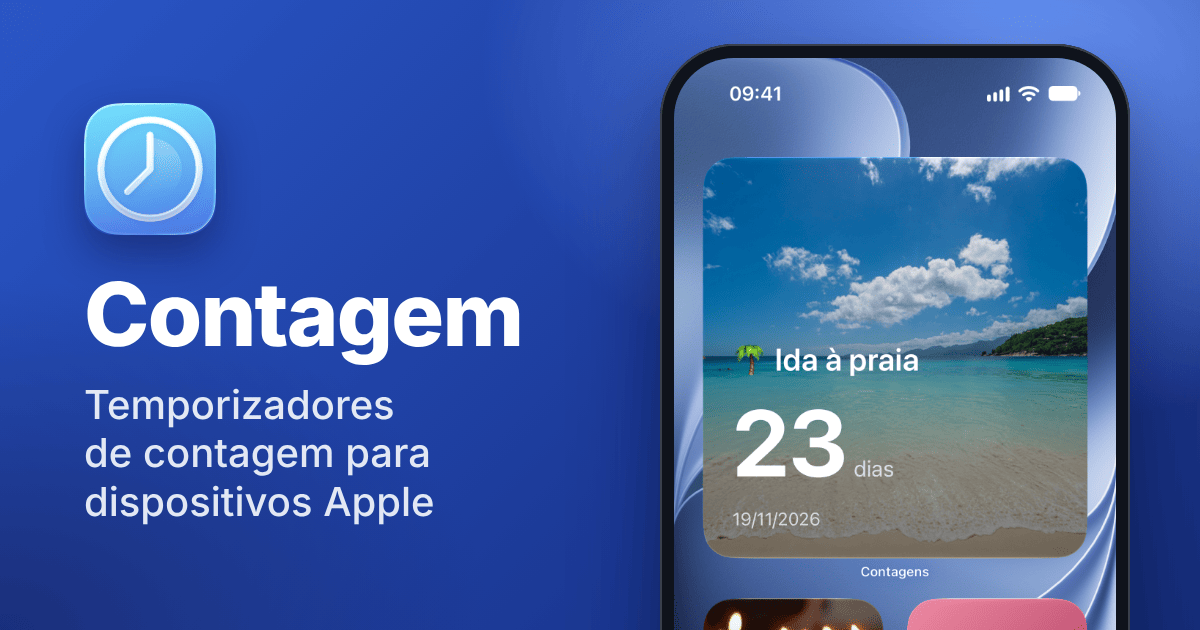 Contagem
Temporizadores
de contagem para
dispositivos Apple
09:41
🌴 Ida à praia
23 dias
19/11/2026
Contagens